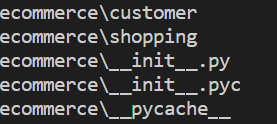 ecommerce\customer
ecommerce\shopping
ecommerce\__init__.py
ecommerce\__init__.pyc
ecommerce\__pycache__